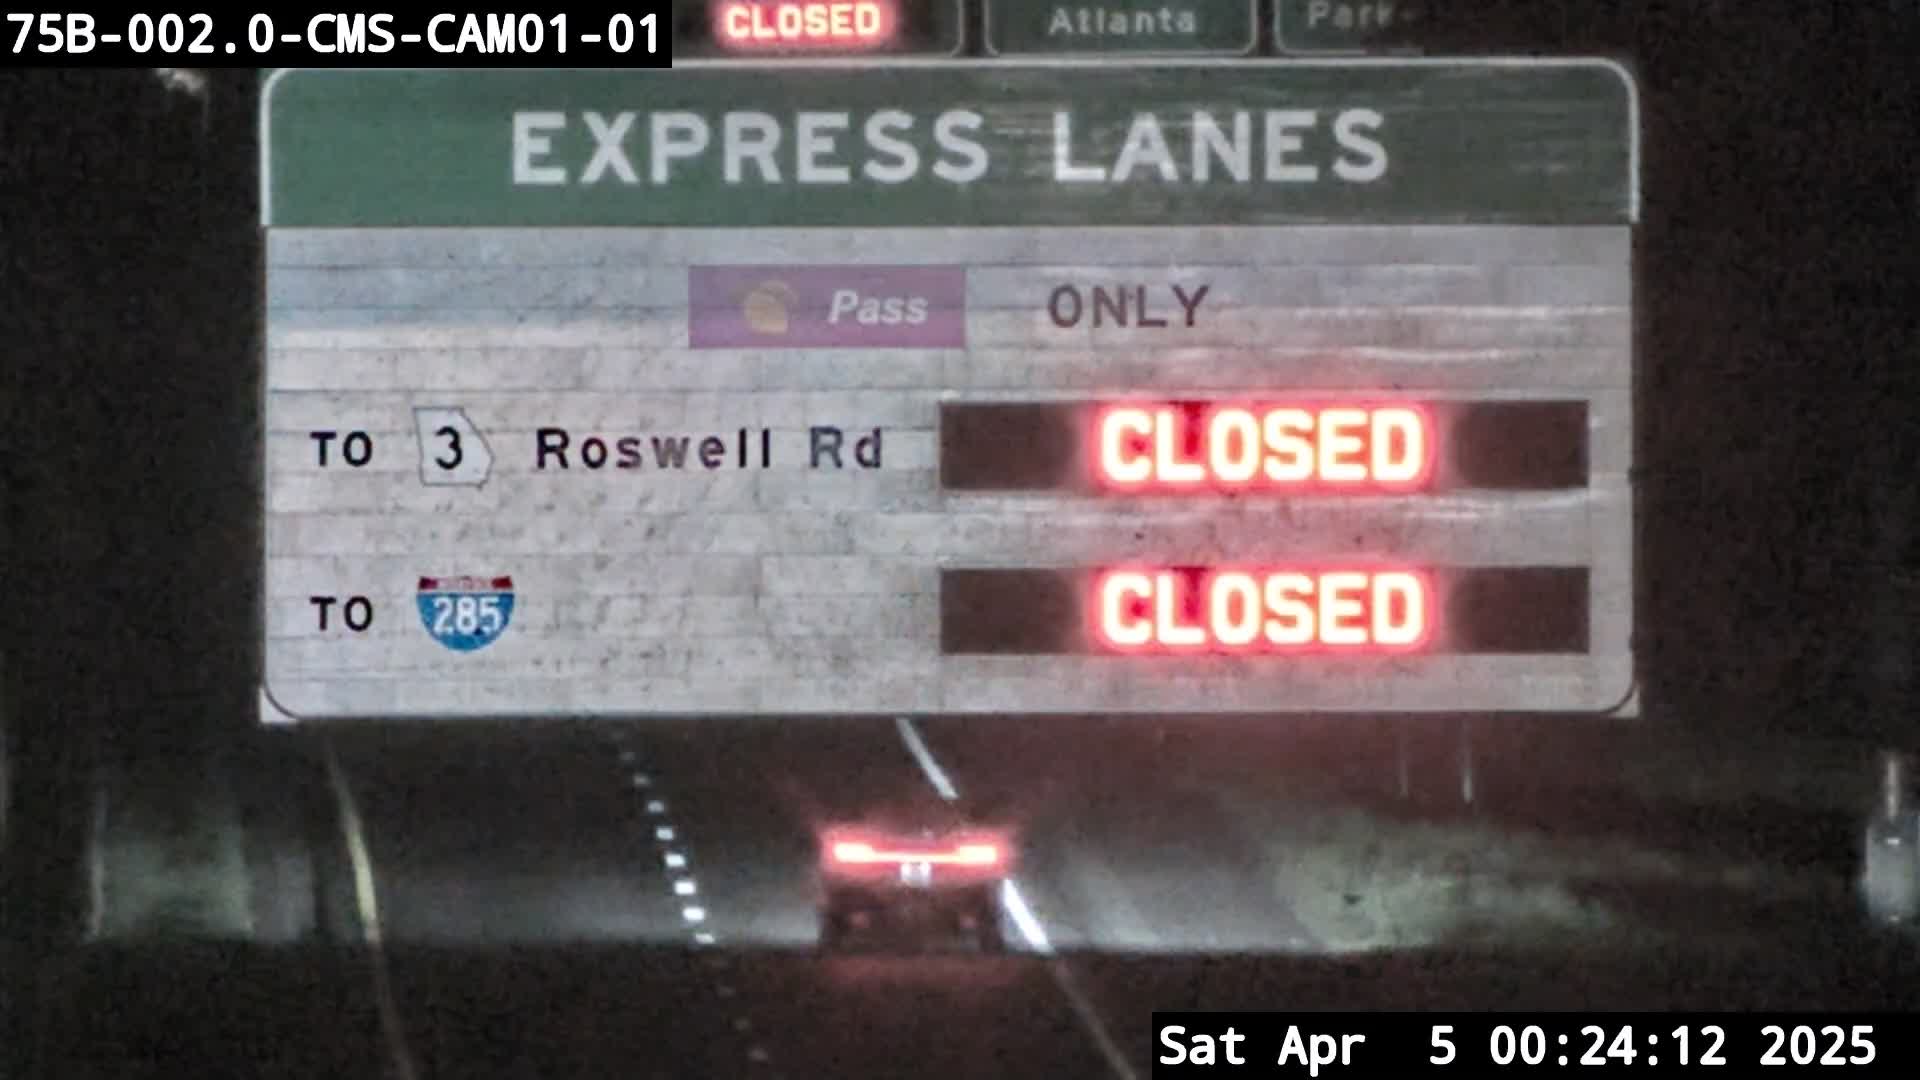 75B-002.0-CMS-CAM01-01
CLOSED
Atlanta
Park
EXPRESS LANES
Pass ONLY
TO 3 Roswell Rd CLOSED
TO 285 CLOSED
Sat Apr 5 00:24:12 2025